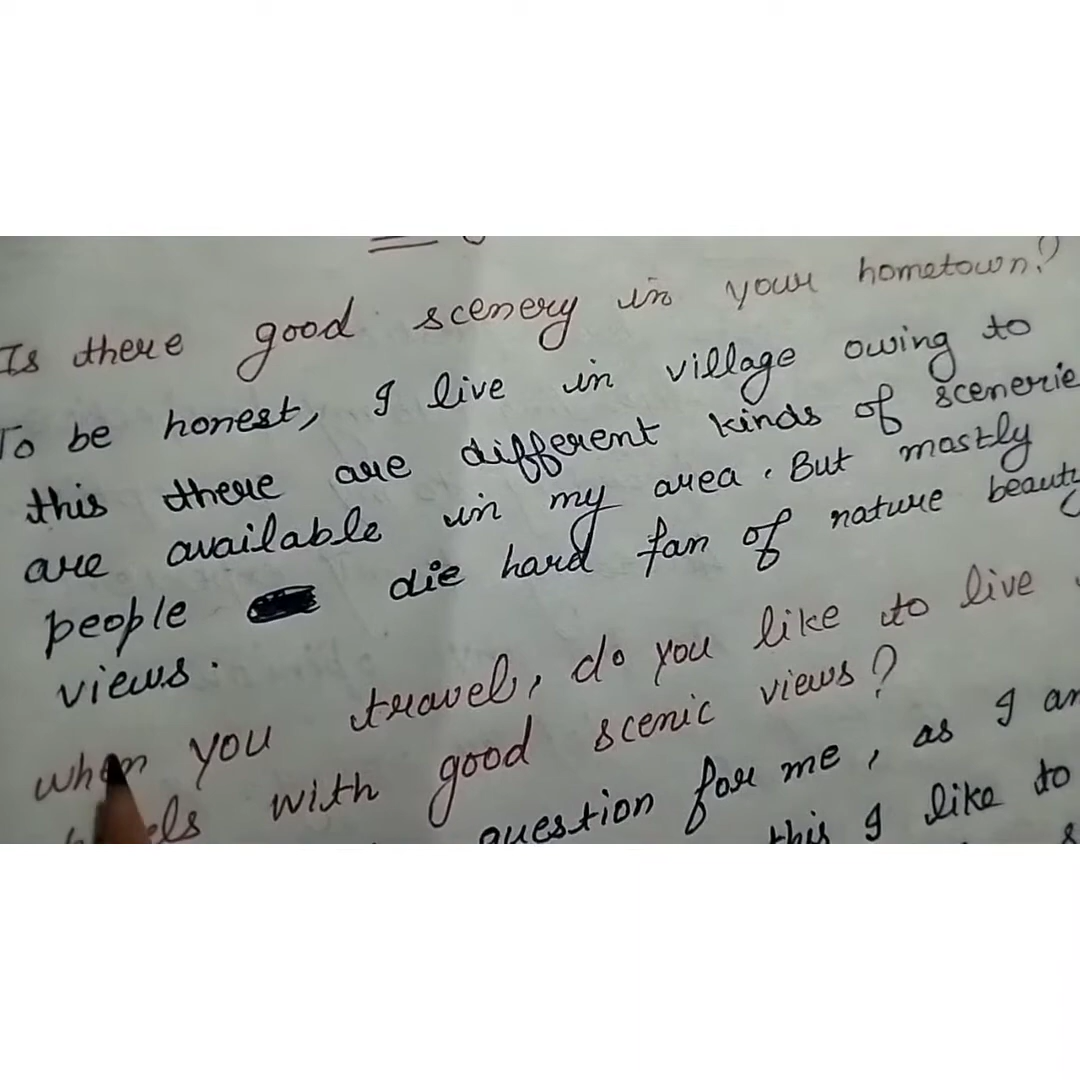 Is there good scenery in your hometown?
To be honest, I live in village owing to
this there are different kinds of scenerie
are available in my area. But mostly
people die hard fan of nature beauty
views.
when you travel, do you like to live
with good scenic views?
question for me, as I am
this I like to